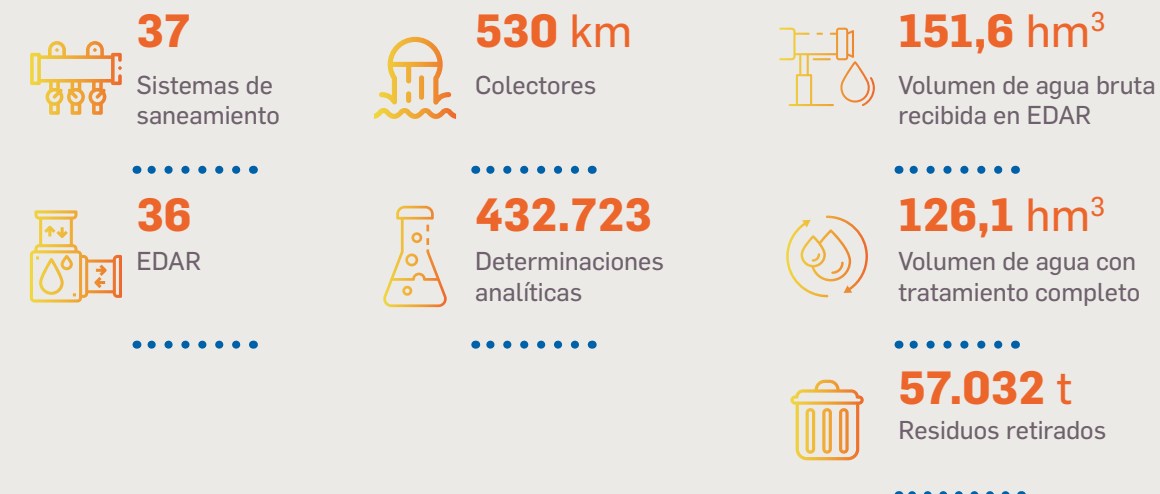 37
Sistemas de
saneamiento
530 km
Colectores
151,6 hm³
Volumen de agua bruta
recibida en EDAR
36
EDAR
432.723
Determinaciones
analíticas
126,1 hm³
Volumen de agua con
tratamiento completo
57.032 t
Residuos retirados